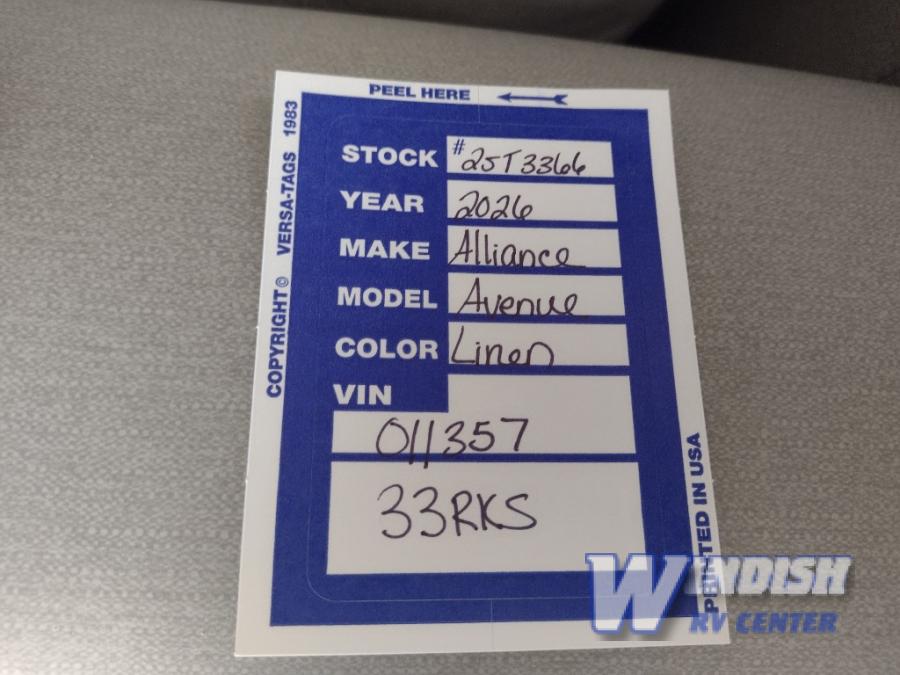 PEEL HERE
COPYRIGHT© VERSA-TAGS 1983
STOCK #25T3366
YEAR 2026
MAKE Alliance
MODEL Avenue
COLOR Linen
VIN
011357
33RKS
PRINTED IN USA
WINDISH
RV CENTER